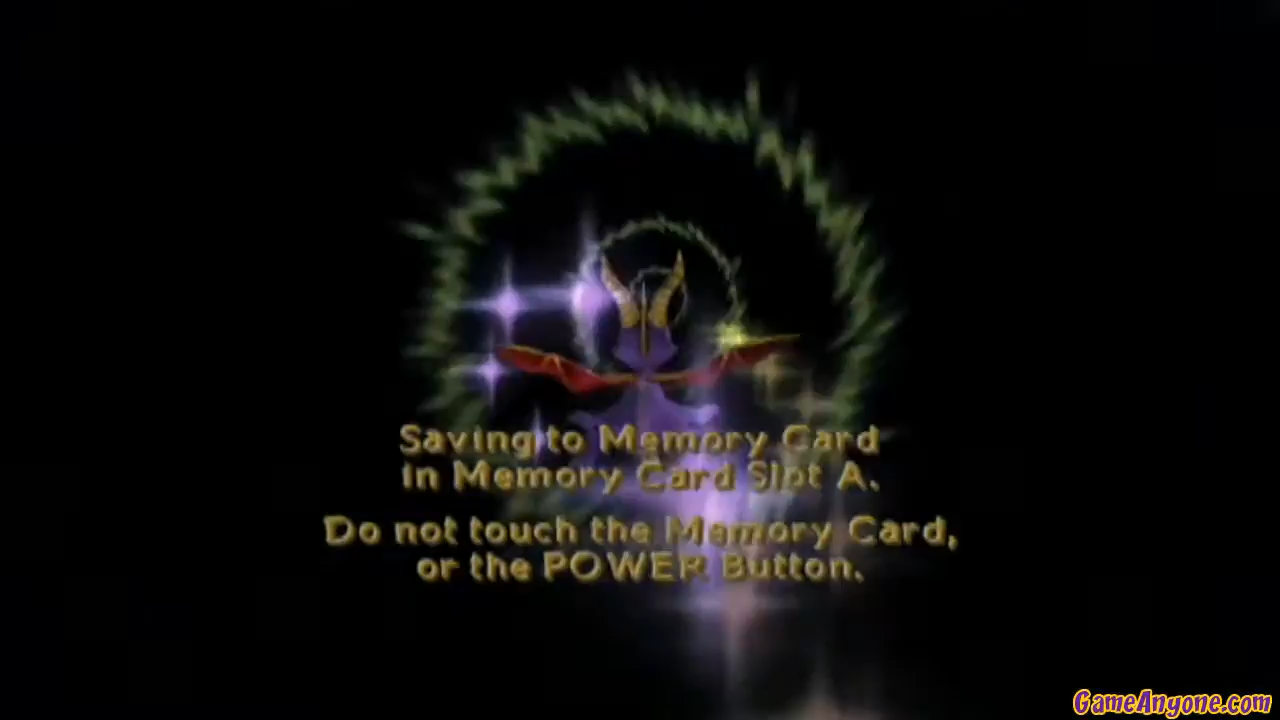 Saving to Memory Card
in Memory Card Slot A.
Do not touch the Memory Card,
or the POWER Button.
GameAnyone.com